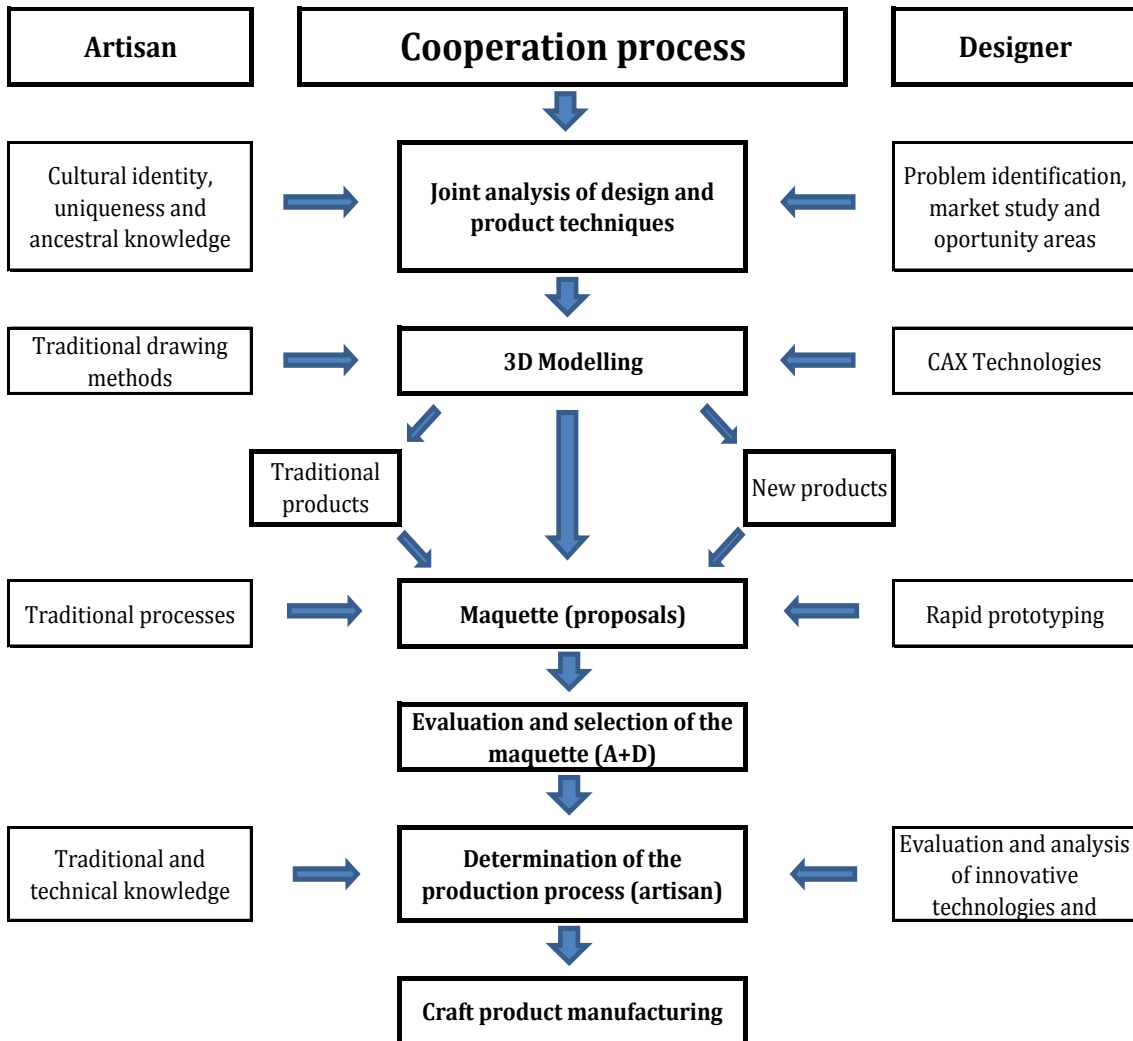 Artisan
Cooperation process
Designer
Cultural identity,
uniqueness and
ancestral knowledge
Joint analysis of design and
product techniques
Problem identification,
market study and
oportunity areas
Traditional drawing
methods
3D Modelling
CAX Technologies
Traditional
products
New products
Traditional processes
Maquette (proposals)
Rapid prototyping
Evaluation and selection of the
maquette (A+D)
Traditional and
technical knowledge
Determination of the
production process (artisan)
Evaluation and analysis
of innovative
technologies and
Craft product manufacturing